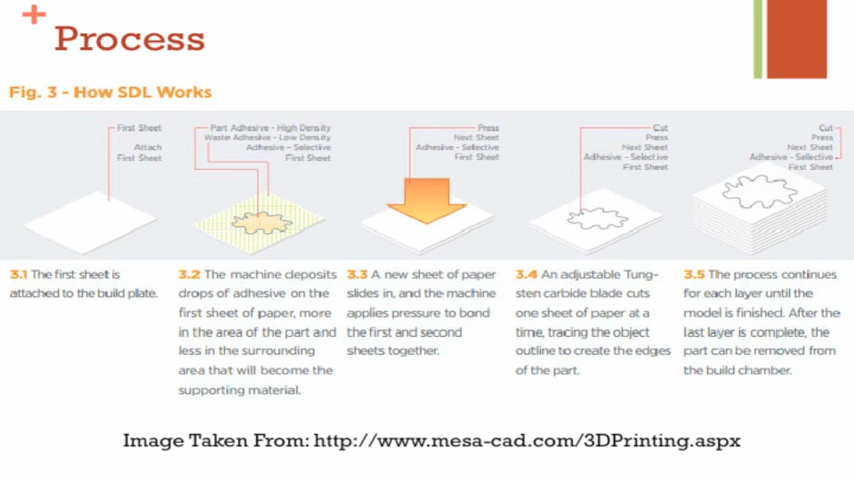 +
Process
Fig. 3 - How SDL Works
First Sheet
Attach
First Sheet
Part Adhesive - High Density
Waste Adhesive - Low Density
Adhesive - Selective
First Sheet
Press
Next Sheet
Adhesive - Selective
First Sheet
Cut
Press
Next Sheet
Adhesive - Selective
First Sheet
Cut
Press
Next Sheet
Adhesive - Selective
First Sheet
3.1 The first sheet is
attached to the build plate.
3.2 The machine deposits
drops of adhesive on the
first sheet of paper, more
in the area of the part and
less in the surrounding
area that will become the
supporting material.
3.3 A new sheet of paper
slides in, and the machine
applies pressure to bond
the first and second
sheets together.
3.4 An adjustable Tung-
sten carbide blade cuts
one sheet of paper at a
time, tracing the object
outline to create the edges
of the part.
3.5 The process continues
for each layer until the
model is finished. After the
last layer is complete, the
part can be removed from
the build chamber.
Image Taken From: http://www.mesa-cad.com/3DPrinting.aspx